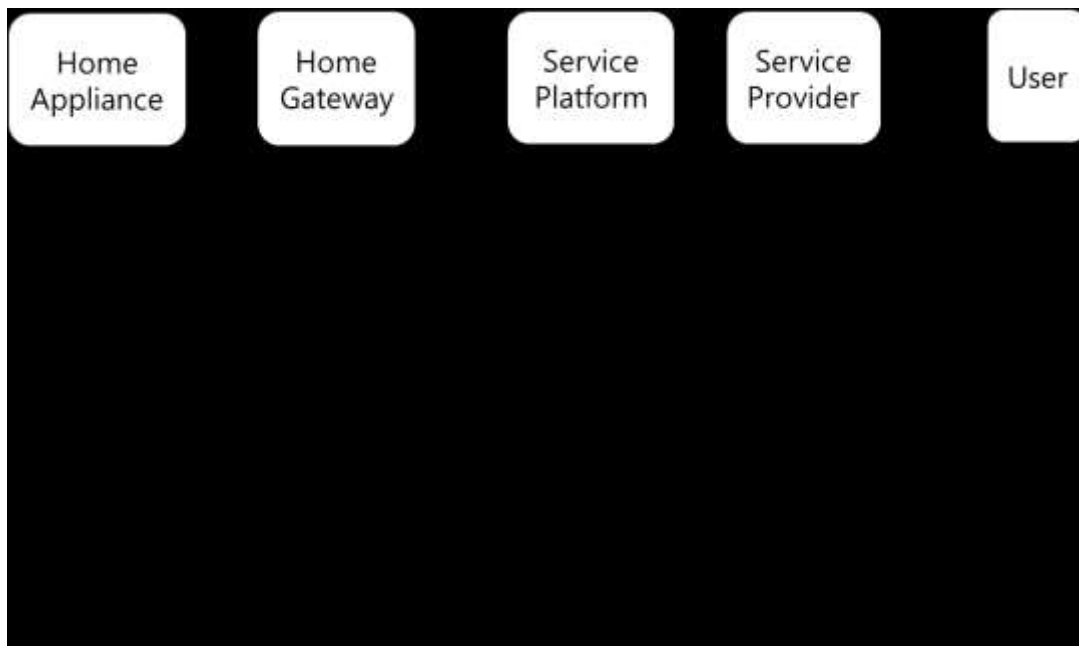 Home
Appliance
Home
Gateway
Service
Platform
Service
Provider
User